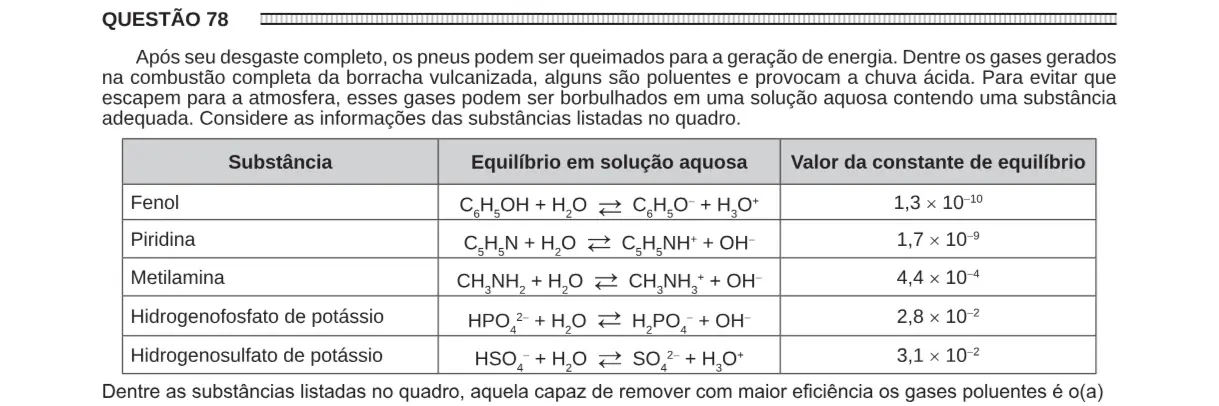 QUESTÃO 78
Após seu desgaste completo, os pneus podem ser queimados para a geração de energia. Dentre os gases gerados
na combustão completa da borracha vulcanizada, alguns são poluentes e provocam a chuva ácida. Para evitar que
escapem para a atmosfera, esses gases podem ser borbulhados em uma solução aquosa contendo uma substância
adequada. Considere as informações das substâncias listadas no quadro.
Substância Equilíbrio em solução aquosa Valor da constante de equilíbrio
Fenol C₆H₅OH + H₂O ⇄ C₆H₅O⁻ + H₃O⁺ 1,3 × 10⁻¹⁰
Piridina C₅H₅N + H₂O ⇄ C₅H₅NH⁺ + OH⁻ 1,7 × 10⁻⁹
Metilamina CH₃NH₂ + H₂O ⇄ CH₃NH₃⁺ + OH⁻ 4,4 × 10⁻⁴
Hidrogenofosfato de potássio HPO₄²⁻ + H₂O ⇄ H₂PO₄⁻ + OH⁻ 2,8 × 10⁻²
Hidrogenosulfato de potássio HSO₄⁻ + H₂O ⇄ SO₄²⁻ + H₃O⁺ 3,1 × 10⁻²
Dentre as substâncias listadas no quadro, aquela capaz de remover com maior eficiência os gases poluentes é o(a)